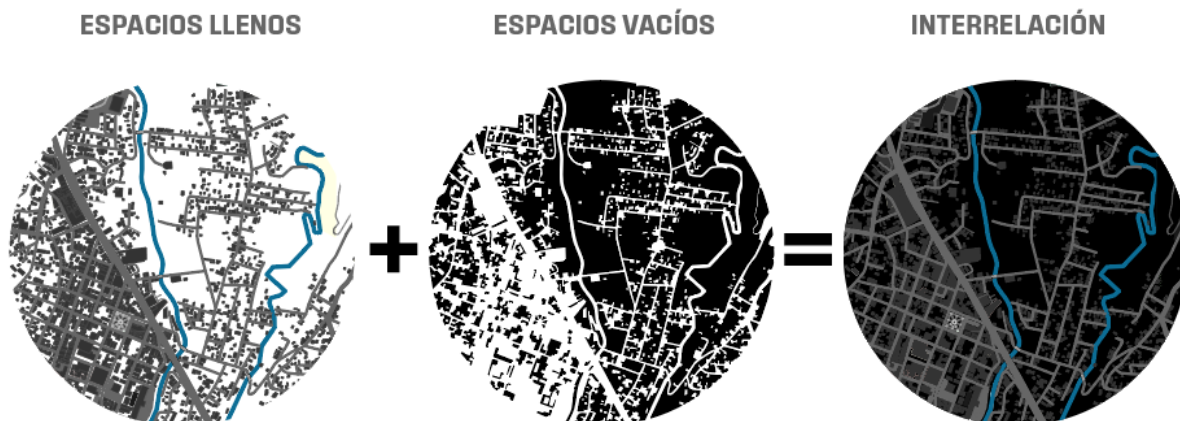 ESPACIOS LLENOS
ESPACIOS VACÍOS
INTERRELACIÓN
+
=